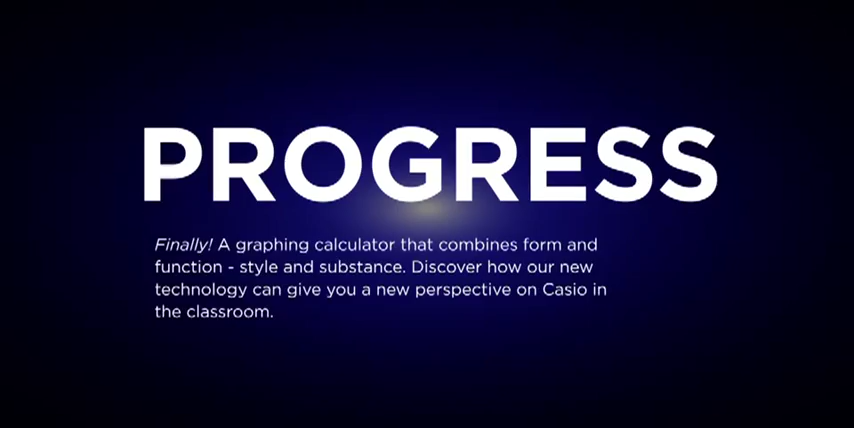 PROGRESS
Finally! A graphing calculator that combines form and
function - style and substance. Discover how our new
technology can give you a new perspective on Casio in
the classroom.